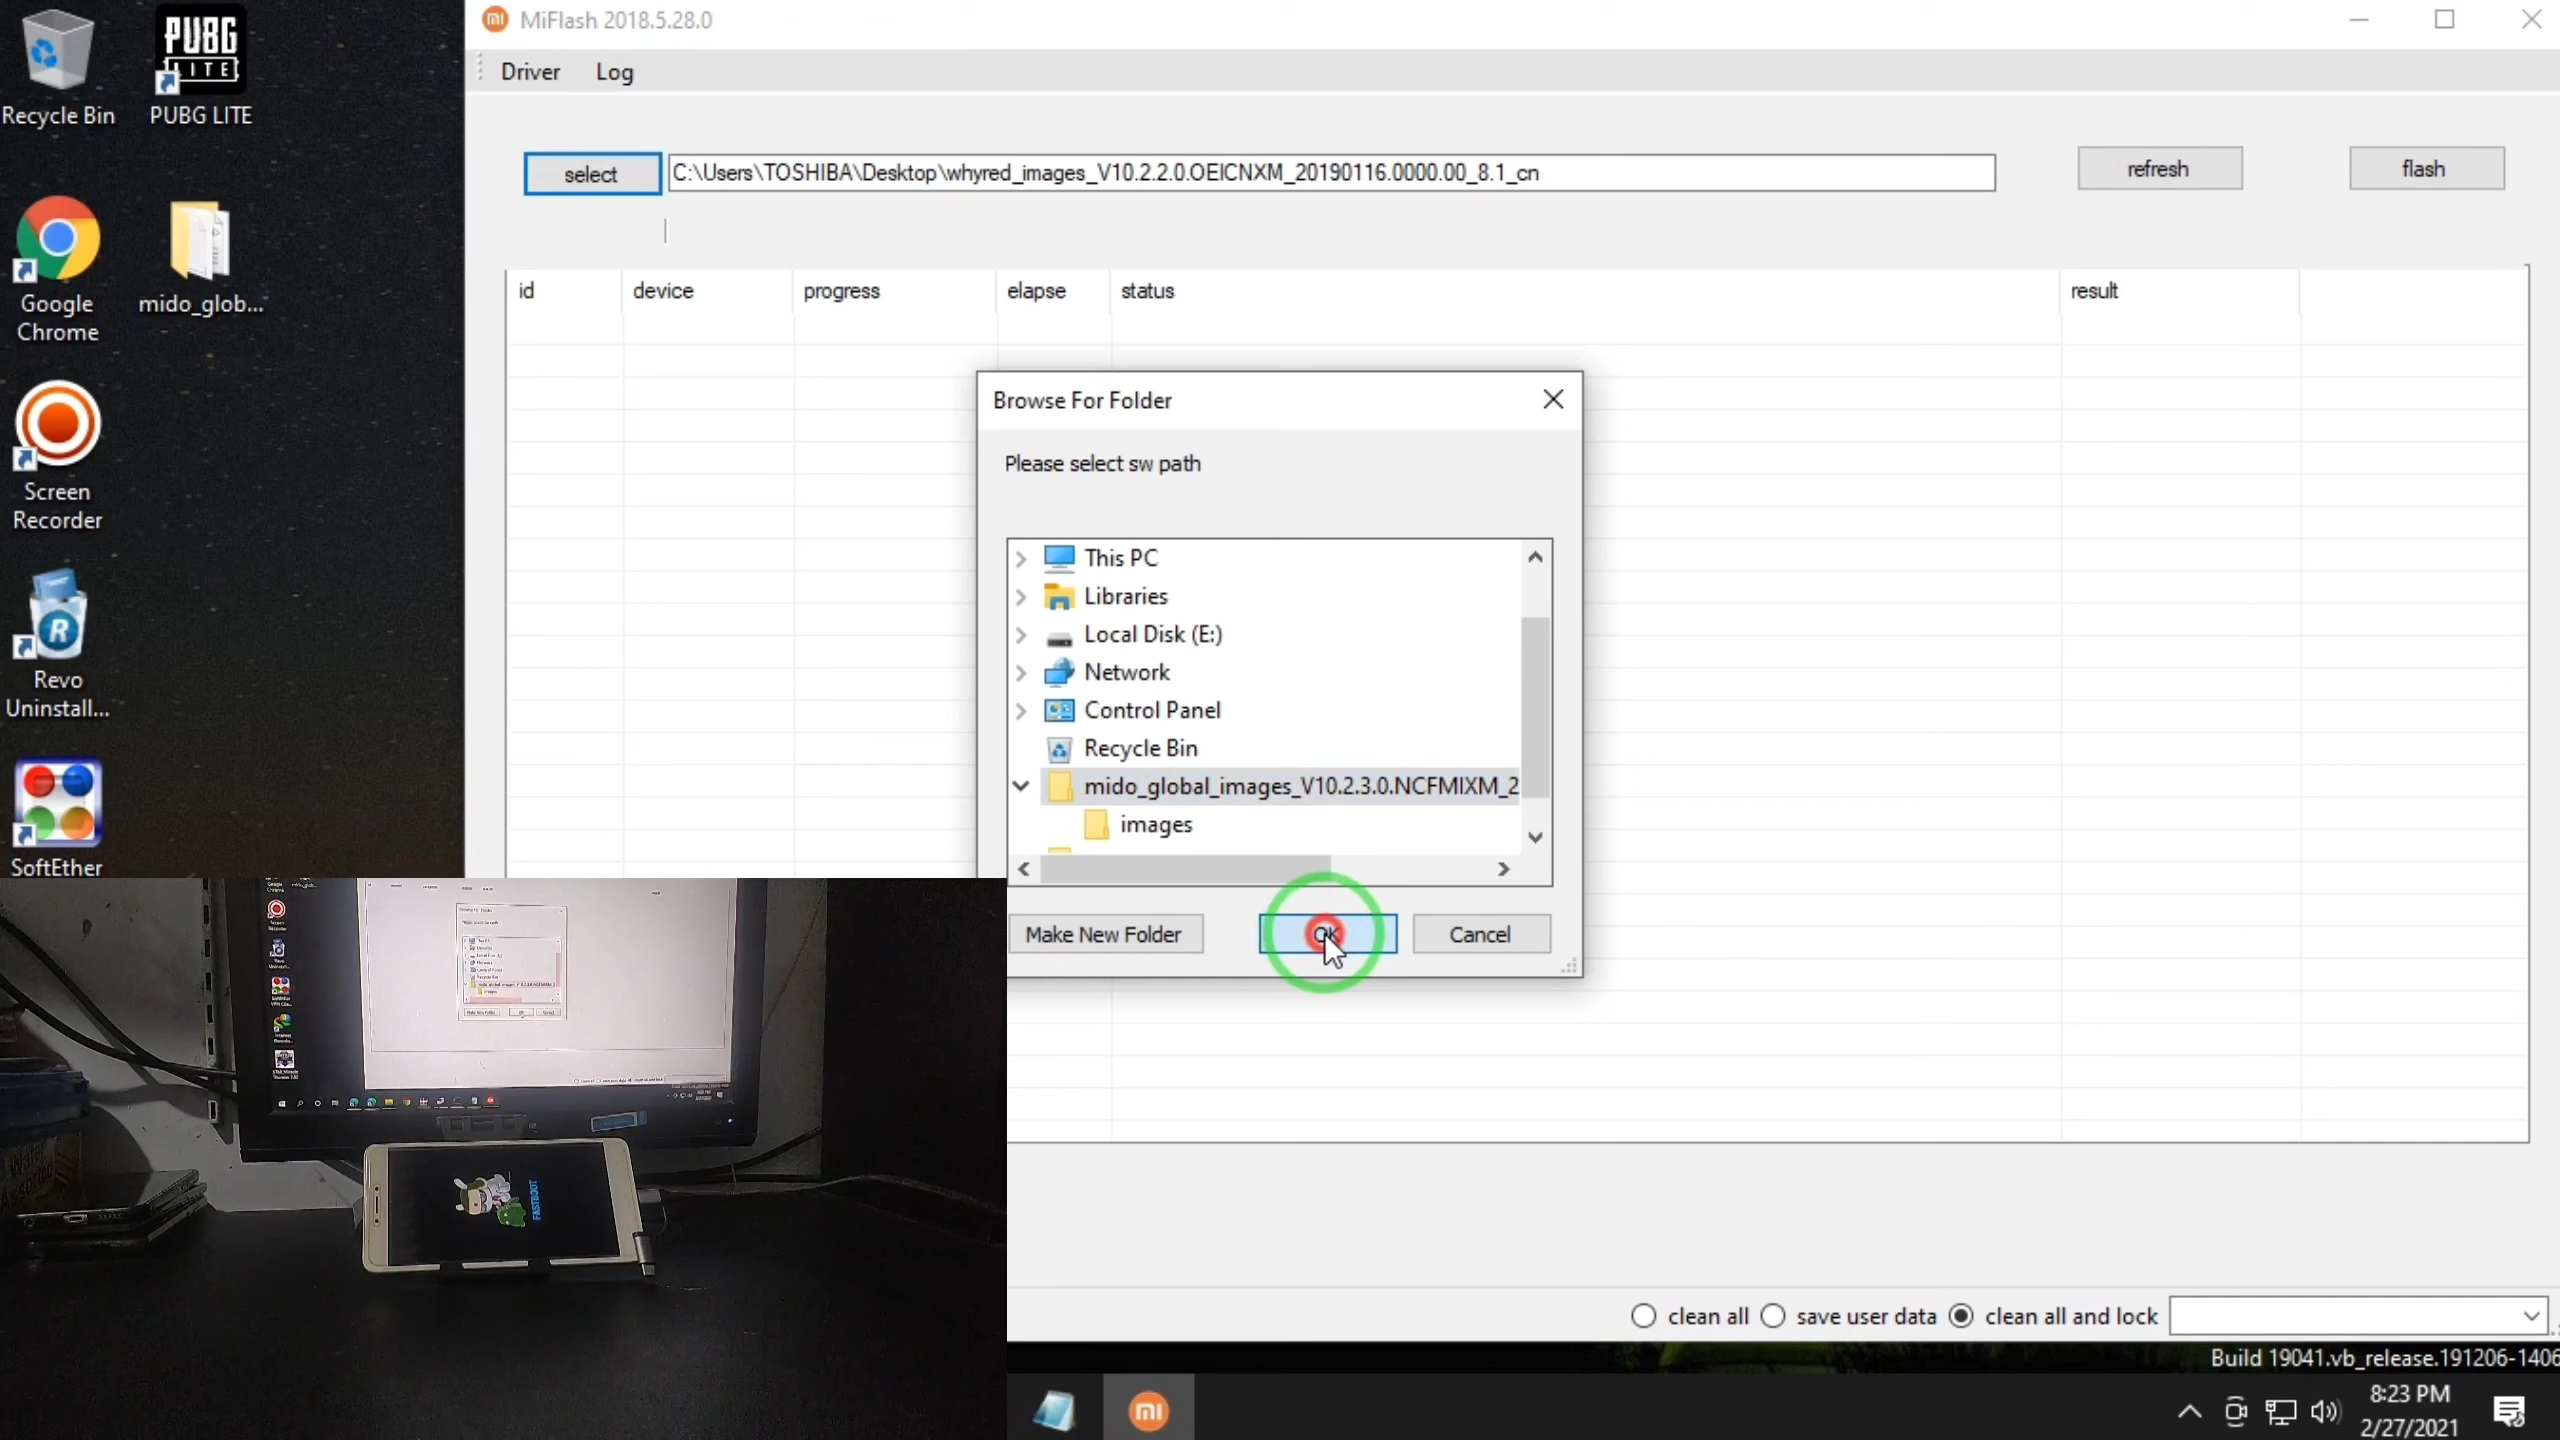 MiFlash 2018.5.28.0
Driver Log
select C:\Users\TOSHIBA\Desktop\whyred_images_V10.2.2.0.OEICNXM_20190116.0000.00_8.1_cn refresh flash
id device progress elapse status result
Browse For Folder
Please select sw path
This PC
Libraries
Local Disk (E:)
Network
Control Panel
Recycle Bin
mido_global_images_V10.2.3.0.NCFMIXM_2
images
Make New Folder OK Cancel
clean all save user data clean all and lock
Build 19041.vb_release.191206-1406
8:23 PM
2/27/2021
Recycle Bin
PUBG LITE
PUBG LITE
Google Chrome
mido_glob...
Screen Recorder
R
Revo Uninstall...
SoftEther
FASTBOOT